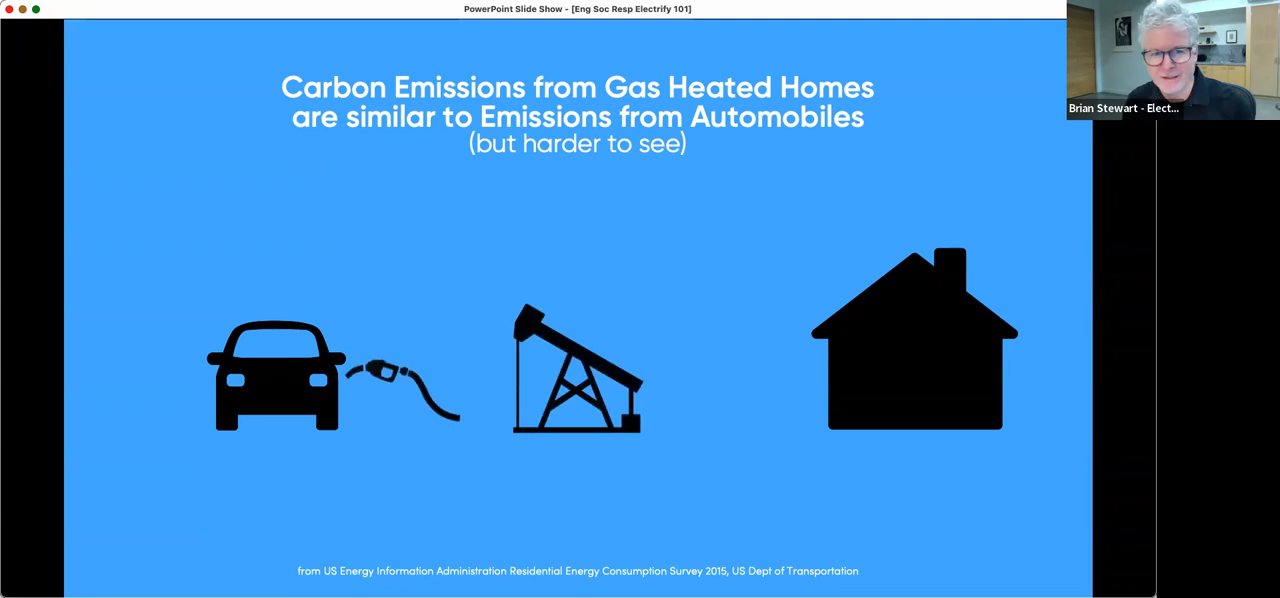 PowerPoint Slide Show - [Eng Soc Resp Electrify 101]
Brian Stewart - Elect...
Carbon Emissions from Gas Heated Homes
are similar to Emissions from Automobiles
(but harder to see)
from US Energy Information Administration Residential Energy Consumption Survey 2015, US Dept of Transportation